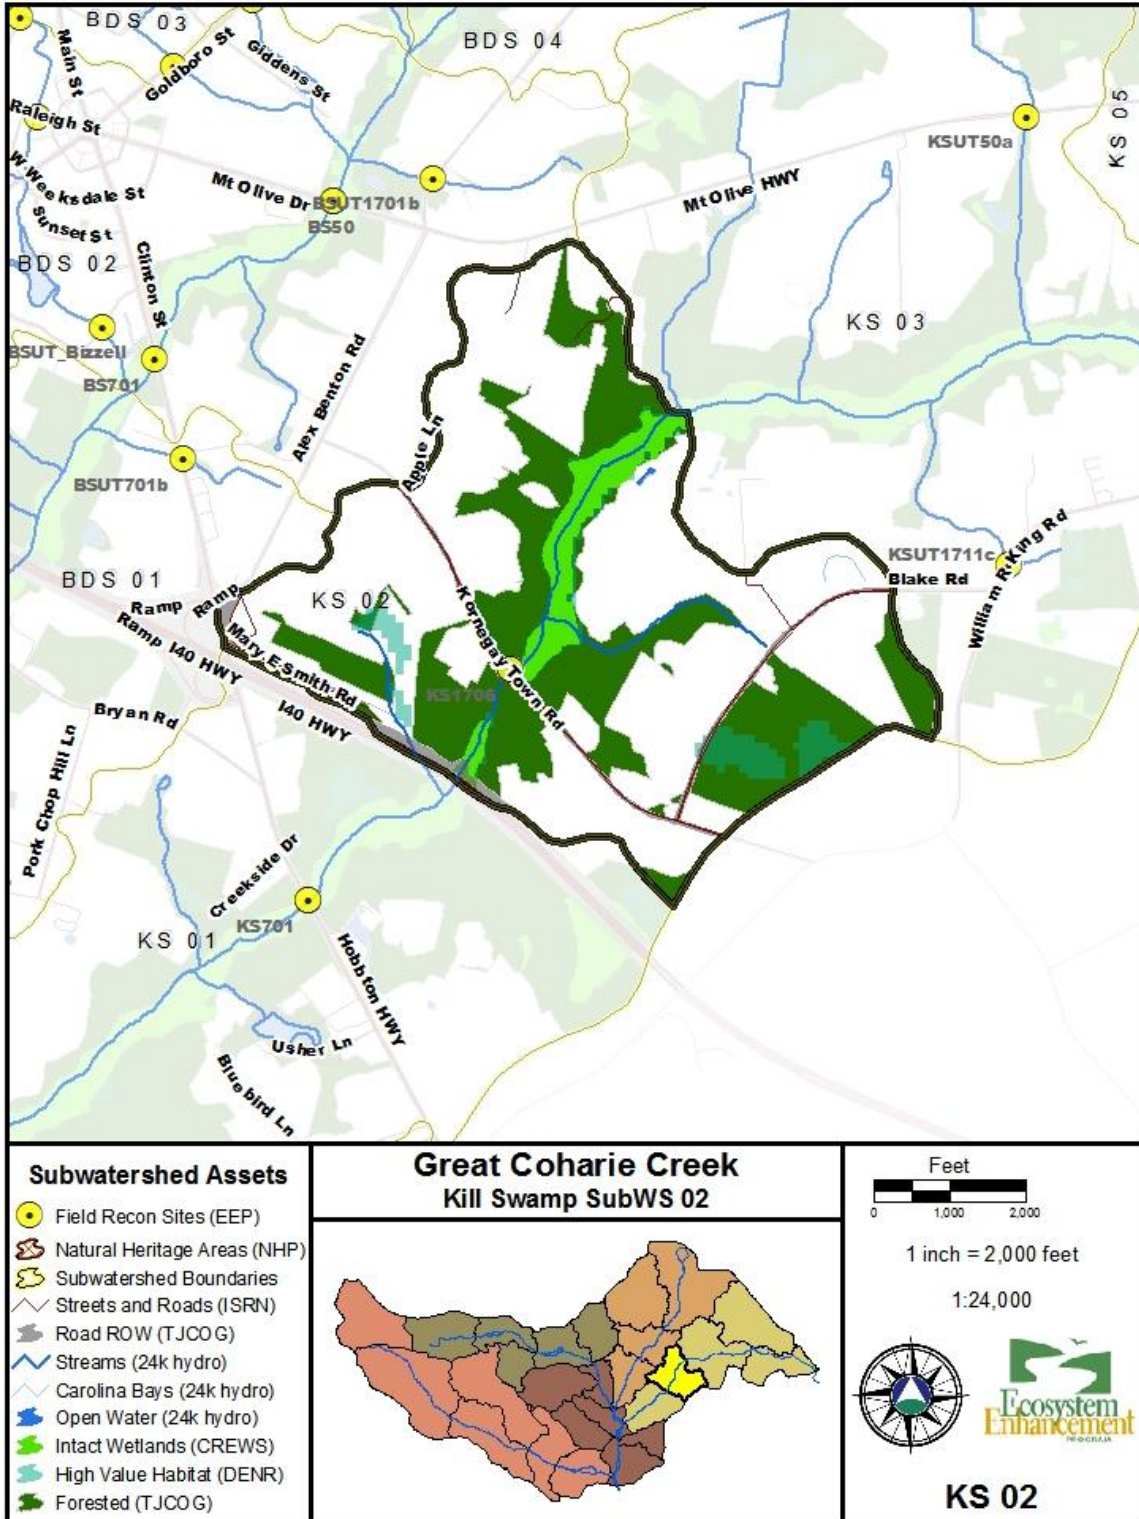 BDS 03
BDS 04
Main St
Goldboro St
Giddens St
KS 05
Raleigh St
KSUT50a
W Weeksdale St
Mt Olive Dr
BSUT1701b
Mt Olive HWY
Sunset St
BS50
BDS 02
Clinton St
KS 03
BSUT_Bizzell
BS701
Alex Benton Rd
Apple Ln
BSUT701b
KSUT1711c
William R King Rd
BDS 01
Blake Rd
Ramp
Ramp
KS 02
Kornegay Town Rd
Ramp I40 HWY
Mary E Smith Rd
KS1706
I40 HWY
Bryan Rd
Pork Chop Hill Ln
Creekside Dr
KS701
KS 01
Hobbton HWY
Usher Ln
Bluebird Ln
Subwatershed Assets
Field Recon Sites (EEP)
Natural Heritage Areas (NHP)
Subwatershed Boundaries
Streets and Roads (ISRN)
Road ROW (TJCOG)
Streams (24k hydro)
Carolina Bays (24k hydro)
Open Water (24k hydro)
Intact Wetlands (CREWS)
High Value Habitat (DENR)
Forested (TJCOG)
Great Coharie Creek
Kill Swamp SubWS 02
Feet
0 1,000 2,000
1 inch = 2,000 feet
1:24,000
Ecosystem
Enhancement
PROGRAM
KS 02